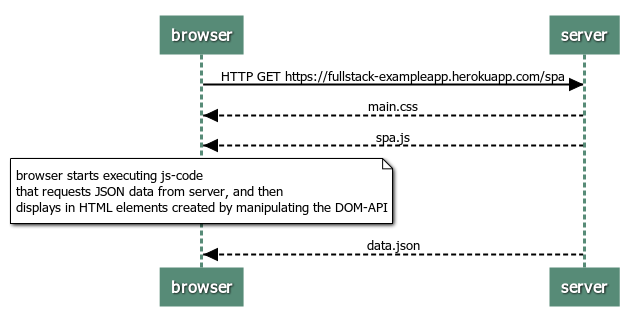 browser
server
HTTP GET https://fullstack-exampleapp.herokuapp.com/spa
main.css
spa.js
browser starts executing js-code
that requests JSON data from server, and then
displays in HTML elements created by manipulating the DOM-API
data.json
browser
server